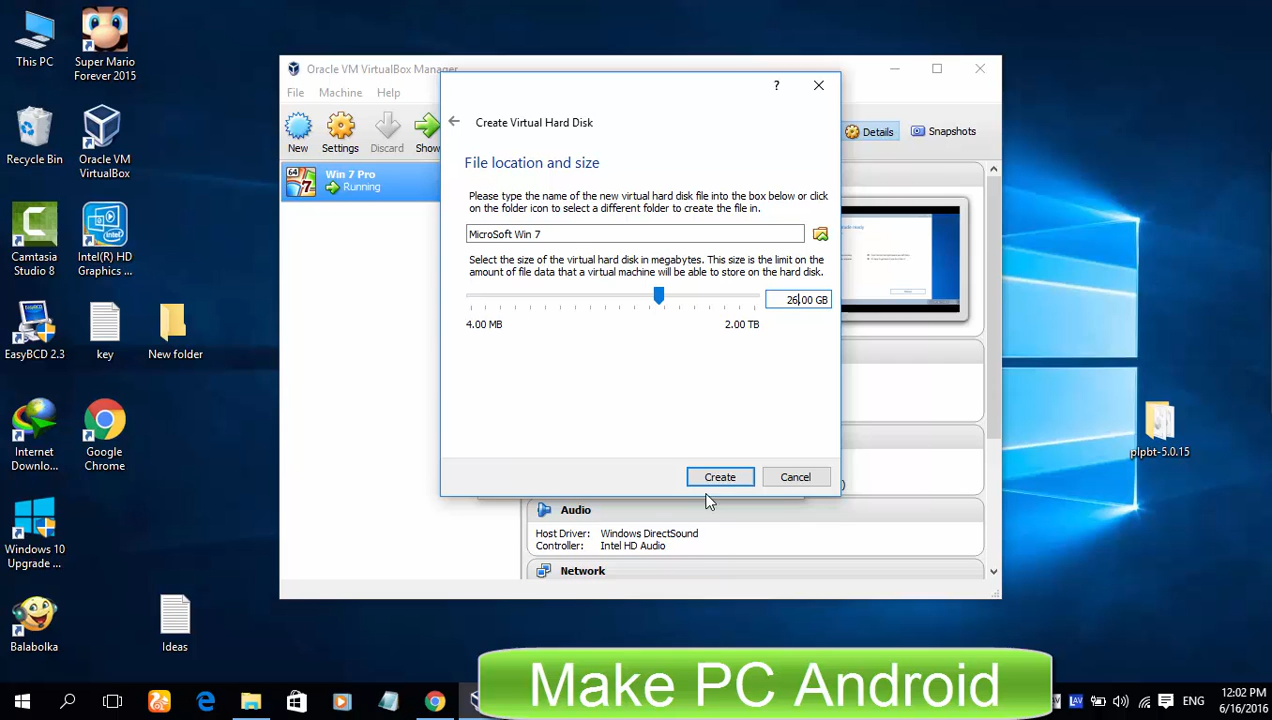 This PC
Super Mario
Forever 2015
Recycle Bin
Oracle VM
VirtualBox
Camtasia
Studio 8
Intel(R) HD
Graphics ...
EasyBCD 2.3
key
New folder
Internet
Downlo...
Google
Chrome
Windows 10
Upgrade ...
Balabolka
Ideas
plpbt-5.0.15
Oracle VM VirtualBox Manager
File Machine Help
New Settings Discard Show
Details Snapshots
64
7
Win 7 Pro
Running
?
Create Virtual Hard Disk
File location and size
Please type the name of the new virtual hard disk file into the box below or click
on the folder icon to select a different folder to create the file in.
MicroSoft Win 7
Select the size of the virtual hard disk in megabytes. This size is the limit on the
amount of file data that a virtual machine will be able to store on the hard disk.
26.00 GB
4.00 MB 2.00 TB
Create Cancel
)
Audio
Host Driver: Windows DirectSound
Controller: Intel HD Audio
Network
Make PC Android
ENG
12:02 PM
6/16/2016